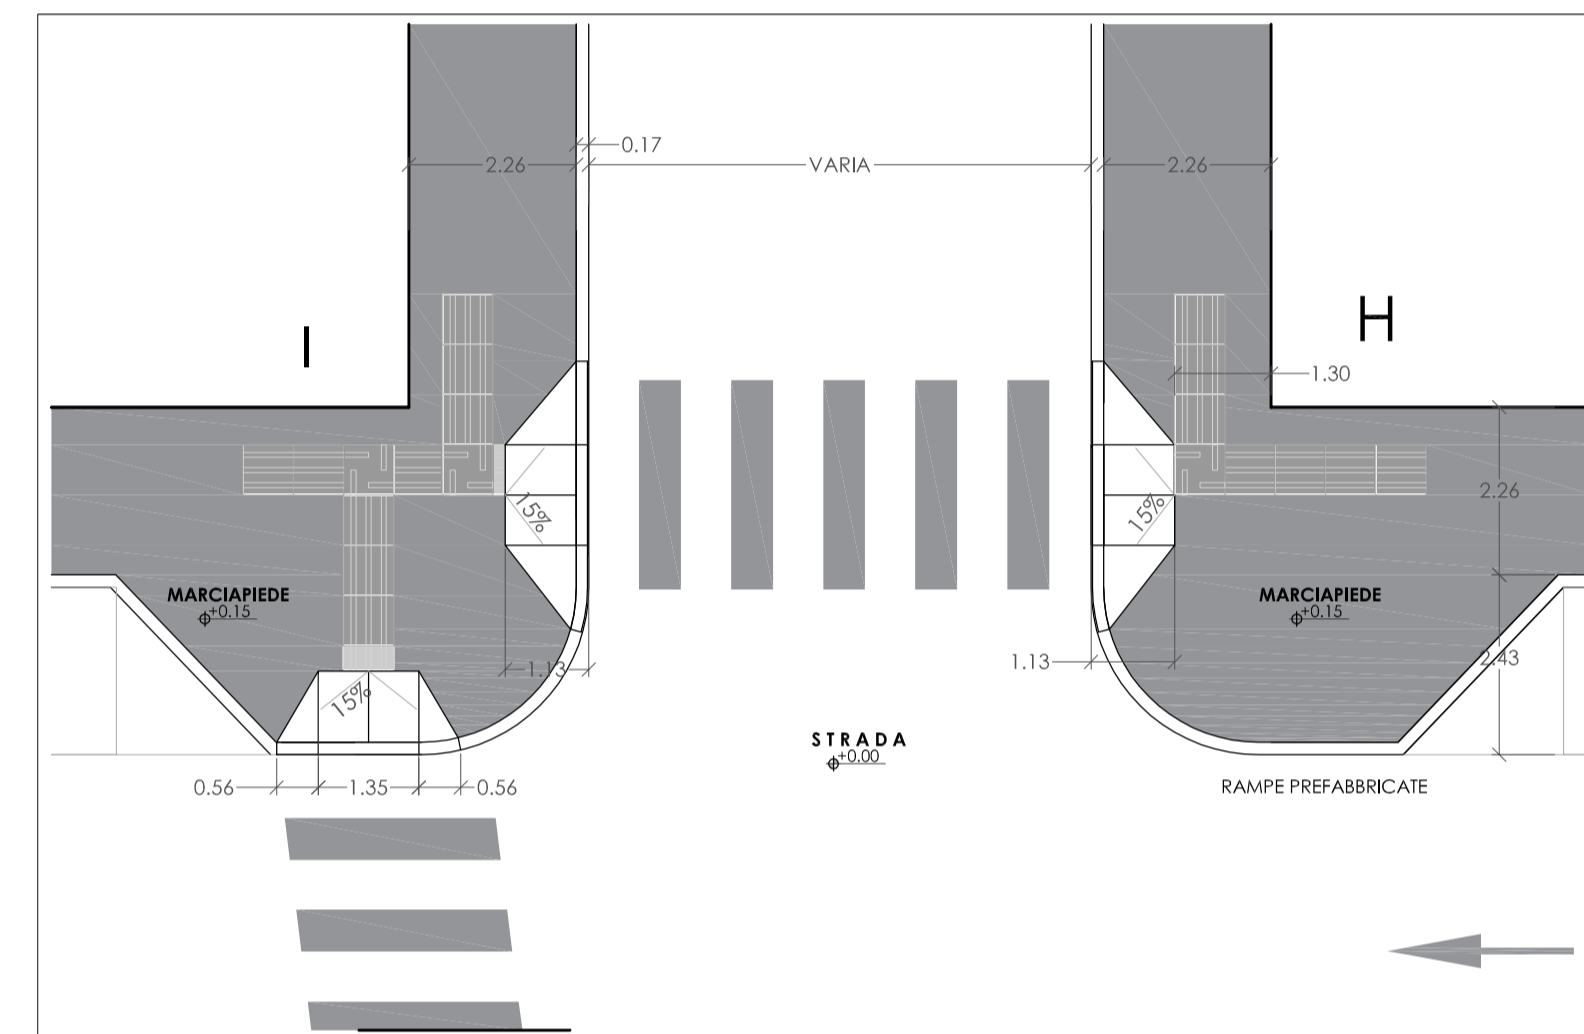 0.17
2.26
VARIA
2.26
I
H
1.30
2.26
15%
15%
MARCIAPIEDE
+0.15
MARCIAPIEDE
+0.15
1.13
1.13
2.43
15%
STRADA
+0.00
0.56
1.35
0.56
RAMPE PREFABBRICATE